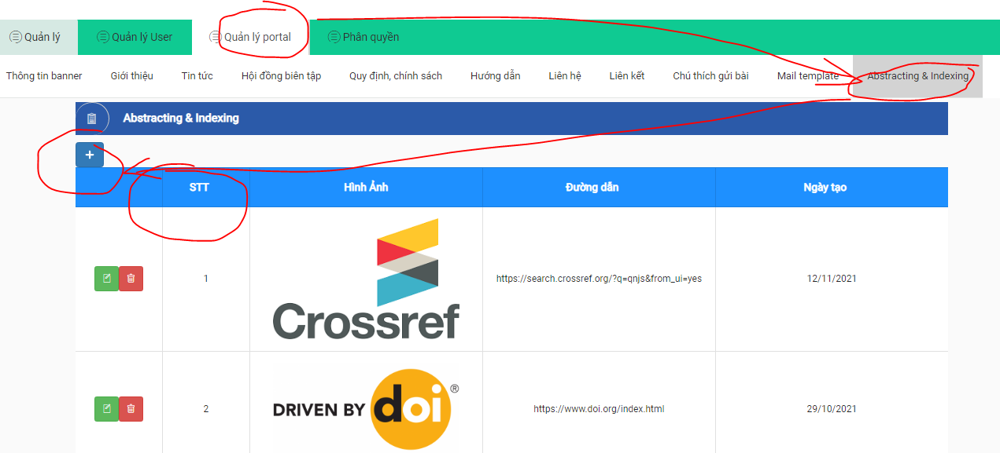 Quản lý Quản lý User Quản lý portal Phân quyền
Thông tin banner Giới thiệu Tin tức Hội đồng biên tập Quy định, chính sách Hướng dẫn Liên hệ Liên kết Chú thích gửi bài Mail template Abstracting & Indexing
Abstracting & Indexing
+
STT Hình Ảnh Đường dẫn Ngày tạo
1 Crossref https://search.crossref.org/?q=qnjs&from_ui=yes 12/11/2021
2 DRIVEN BY doi® https://www.doi.org/index.html 29/10/2021